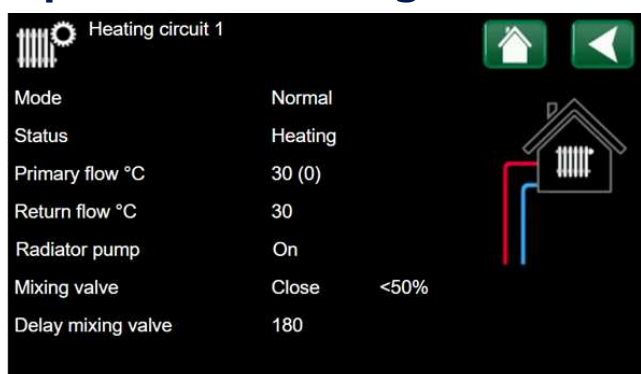 Heating circuit 1
Mode Normal
Status Heating
Primary flow °C 30 (0)
Return flow °C 30
Radiator pump On
Mixing valve Close <50%
Delay mixing valve 180